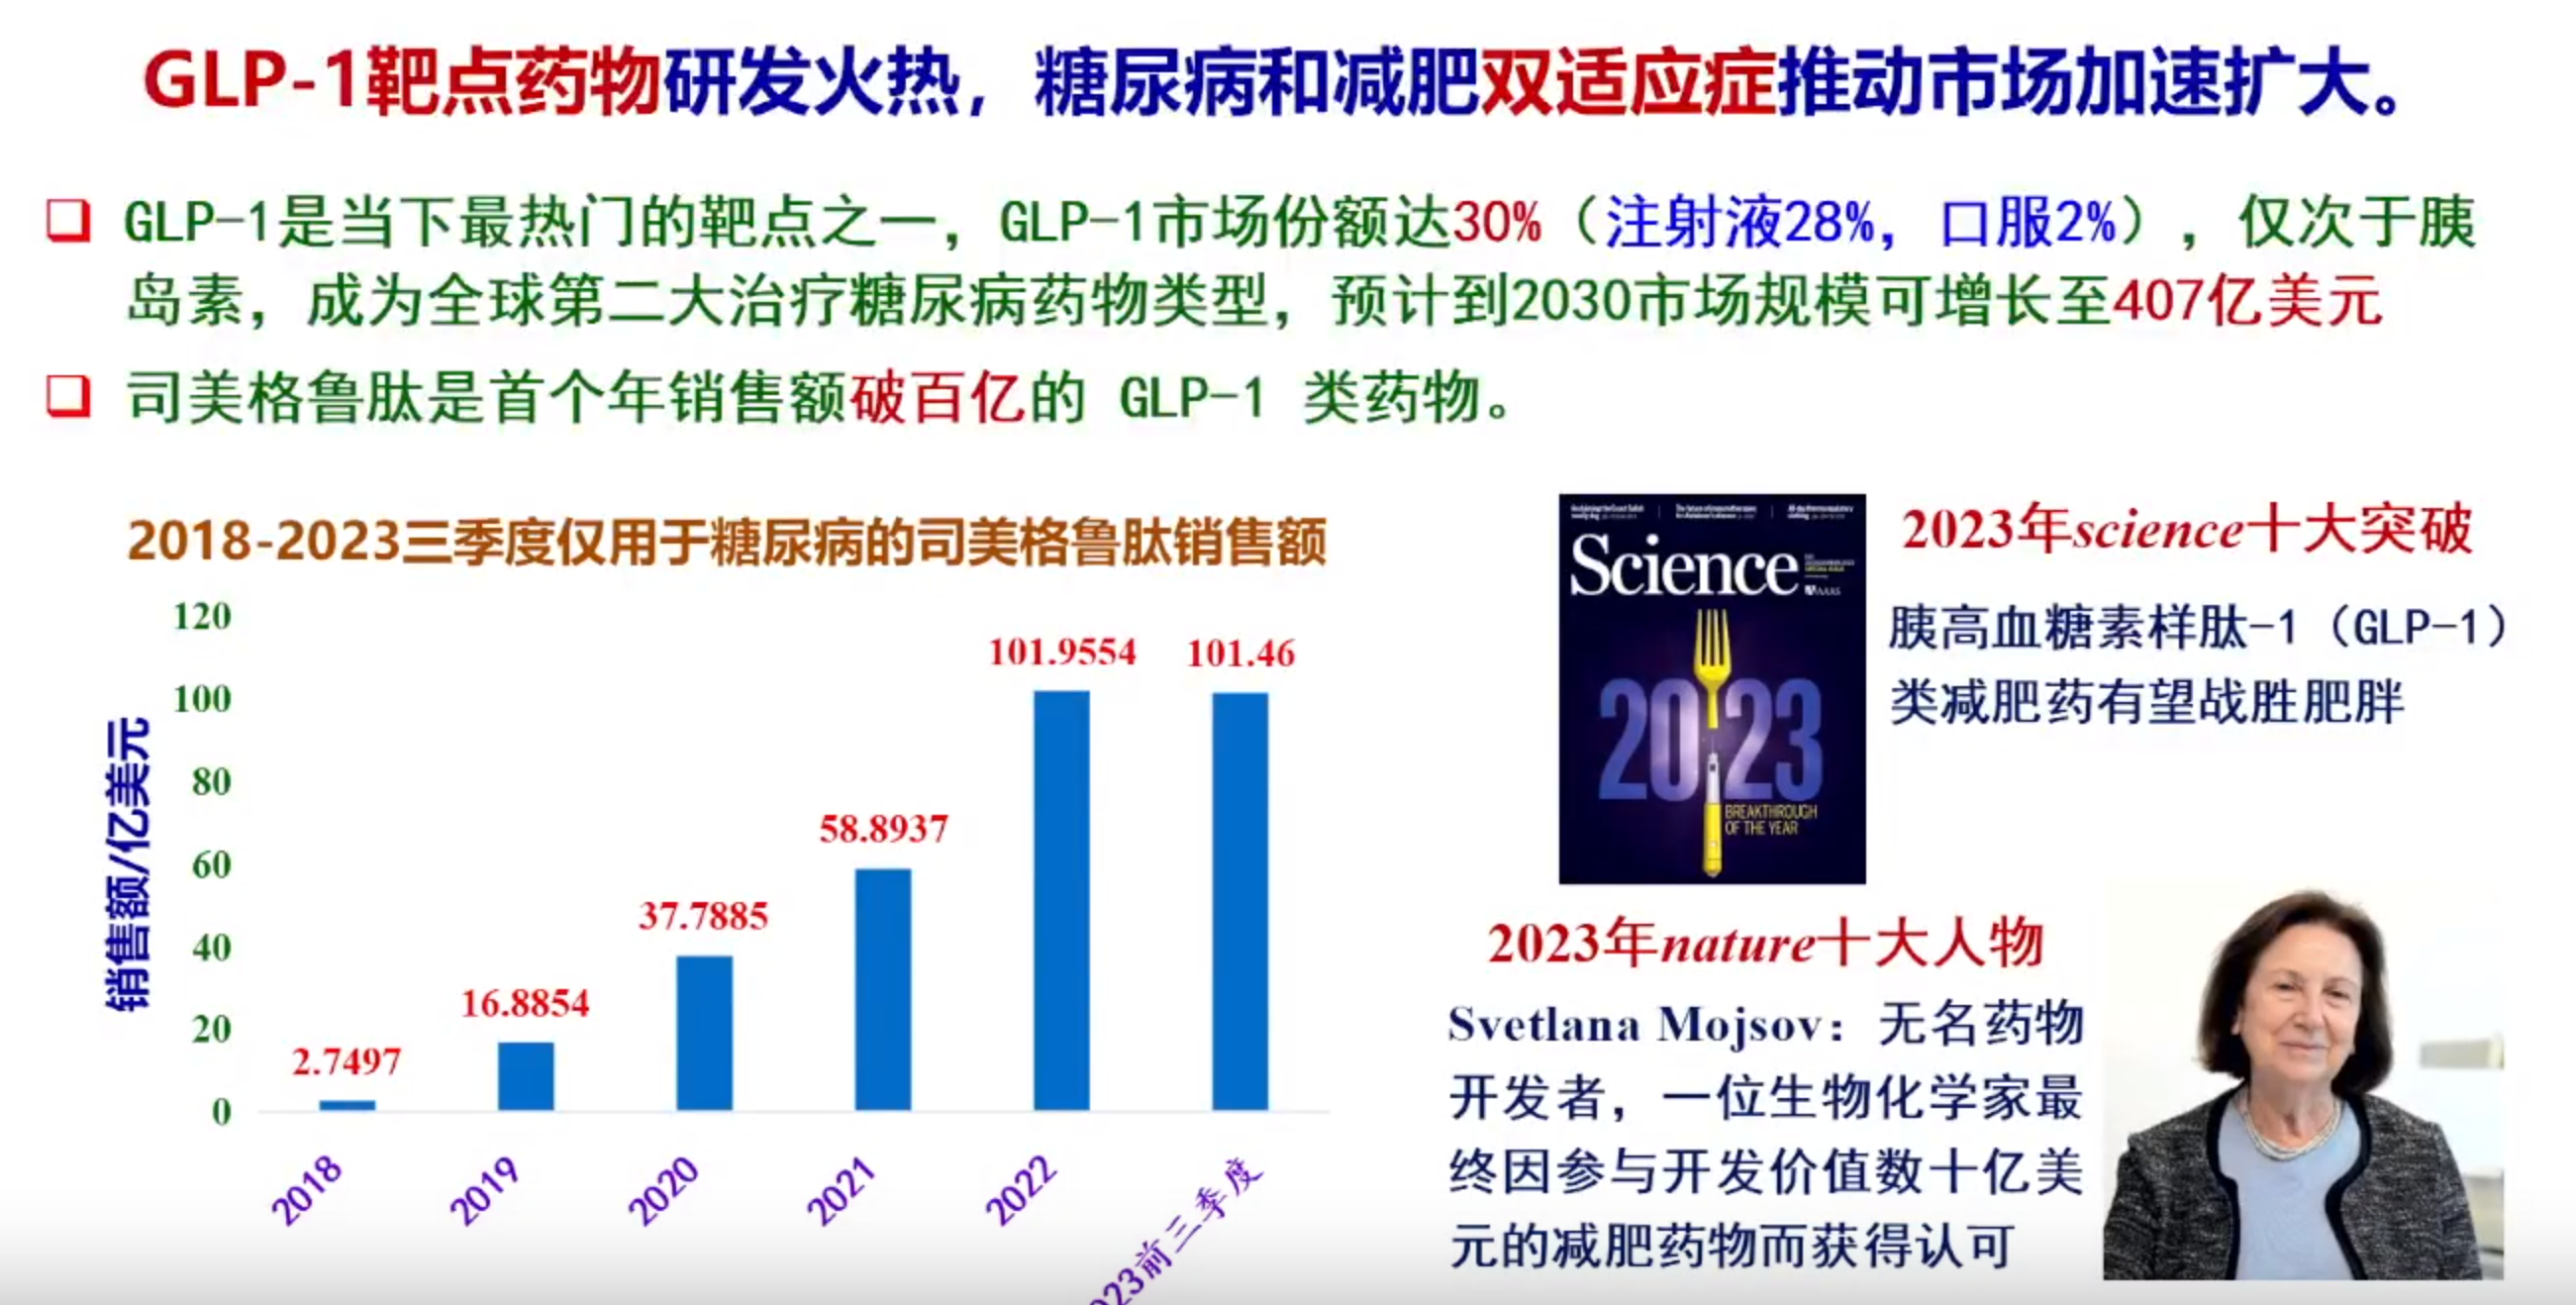 GLP-1靶点药物研发火热，糖尿病和减肥双适应症推动市场加速扩大。
GLP-1是当下最热门的靶点之一，GLP-1市场份额达30%（注射液28%，口服2%），仅次于胰
岛素，成为全球第二大治疗糖尿病药物类型，预计到2030市场规模可增长至407亿美元
司美格鲁肽是首个年销售额破百亿的 GLP-1 类药物。
2018-2023三季度仅用于糖尿病的司美格鲁肽销售额
销售额/亿美元
120
100
80
60
40
20
0
2.7497
16.8854
37.7885
58.8937
101.9554
101.46
2018
2019
2020
2021
2022
023前三季度
Science
AAAS
2023
BREAKTHROUGH
OF THE YEAR
2023年science十大突破
胰高血糖素样肽-1（GLP-1）
类减肥药有望战胜肥胖
2023年nature十大人物
Svetlana Mojsov：无名药物
开发者，一位生物化学家最
终因参与开发价值数十亿美
元的减肥药物而获得认可